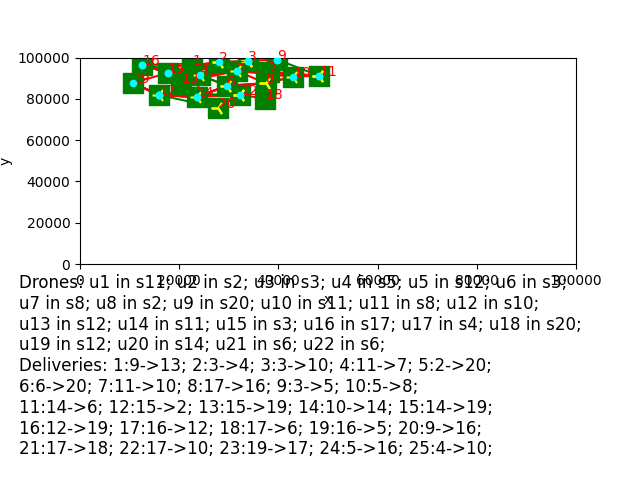 100000
80000
60000
40000
20000
0
y
16
1
2
3
9
11
18
0 20000 40000 60000 80000 100000
x
Drones: u1 in s11; u2 in s2; u3 in s3; u4 in s5; u5 in s12; u6 in s3;
u7 in s8; u8 in s2; u9 in s20; u10 in s11; u11 in s8; u12 in s10;
u13 in s12; u14 in s11; u15 in s3; u16 in s17; u17 in s4; u18 in s20;
u19 in s12; u20 in s14; u21 in s6; u22 in s6;
Deliveries: 1:9->13; 2:3->4; 3:3->10; 4:11->7; 5:2->20;
6:6->20; 7:11->10; 8:17->16; 9:3->5; 10:5->8;
11:14->6; 12:15->2; 13:15->19; 14:10->14; 15:14->19;
16:12->19; 17:16->12; 18:17->6; 19:16->5; 20:9->16;
21:17->18; 22:17->10; 23:19->17; 24:5->16; 25:4->10;